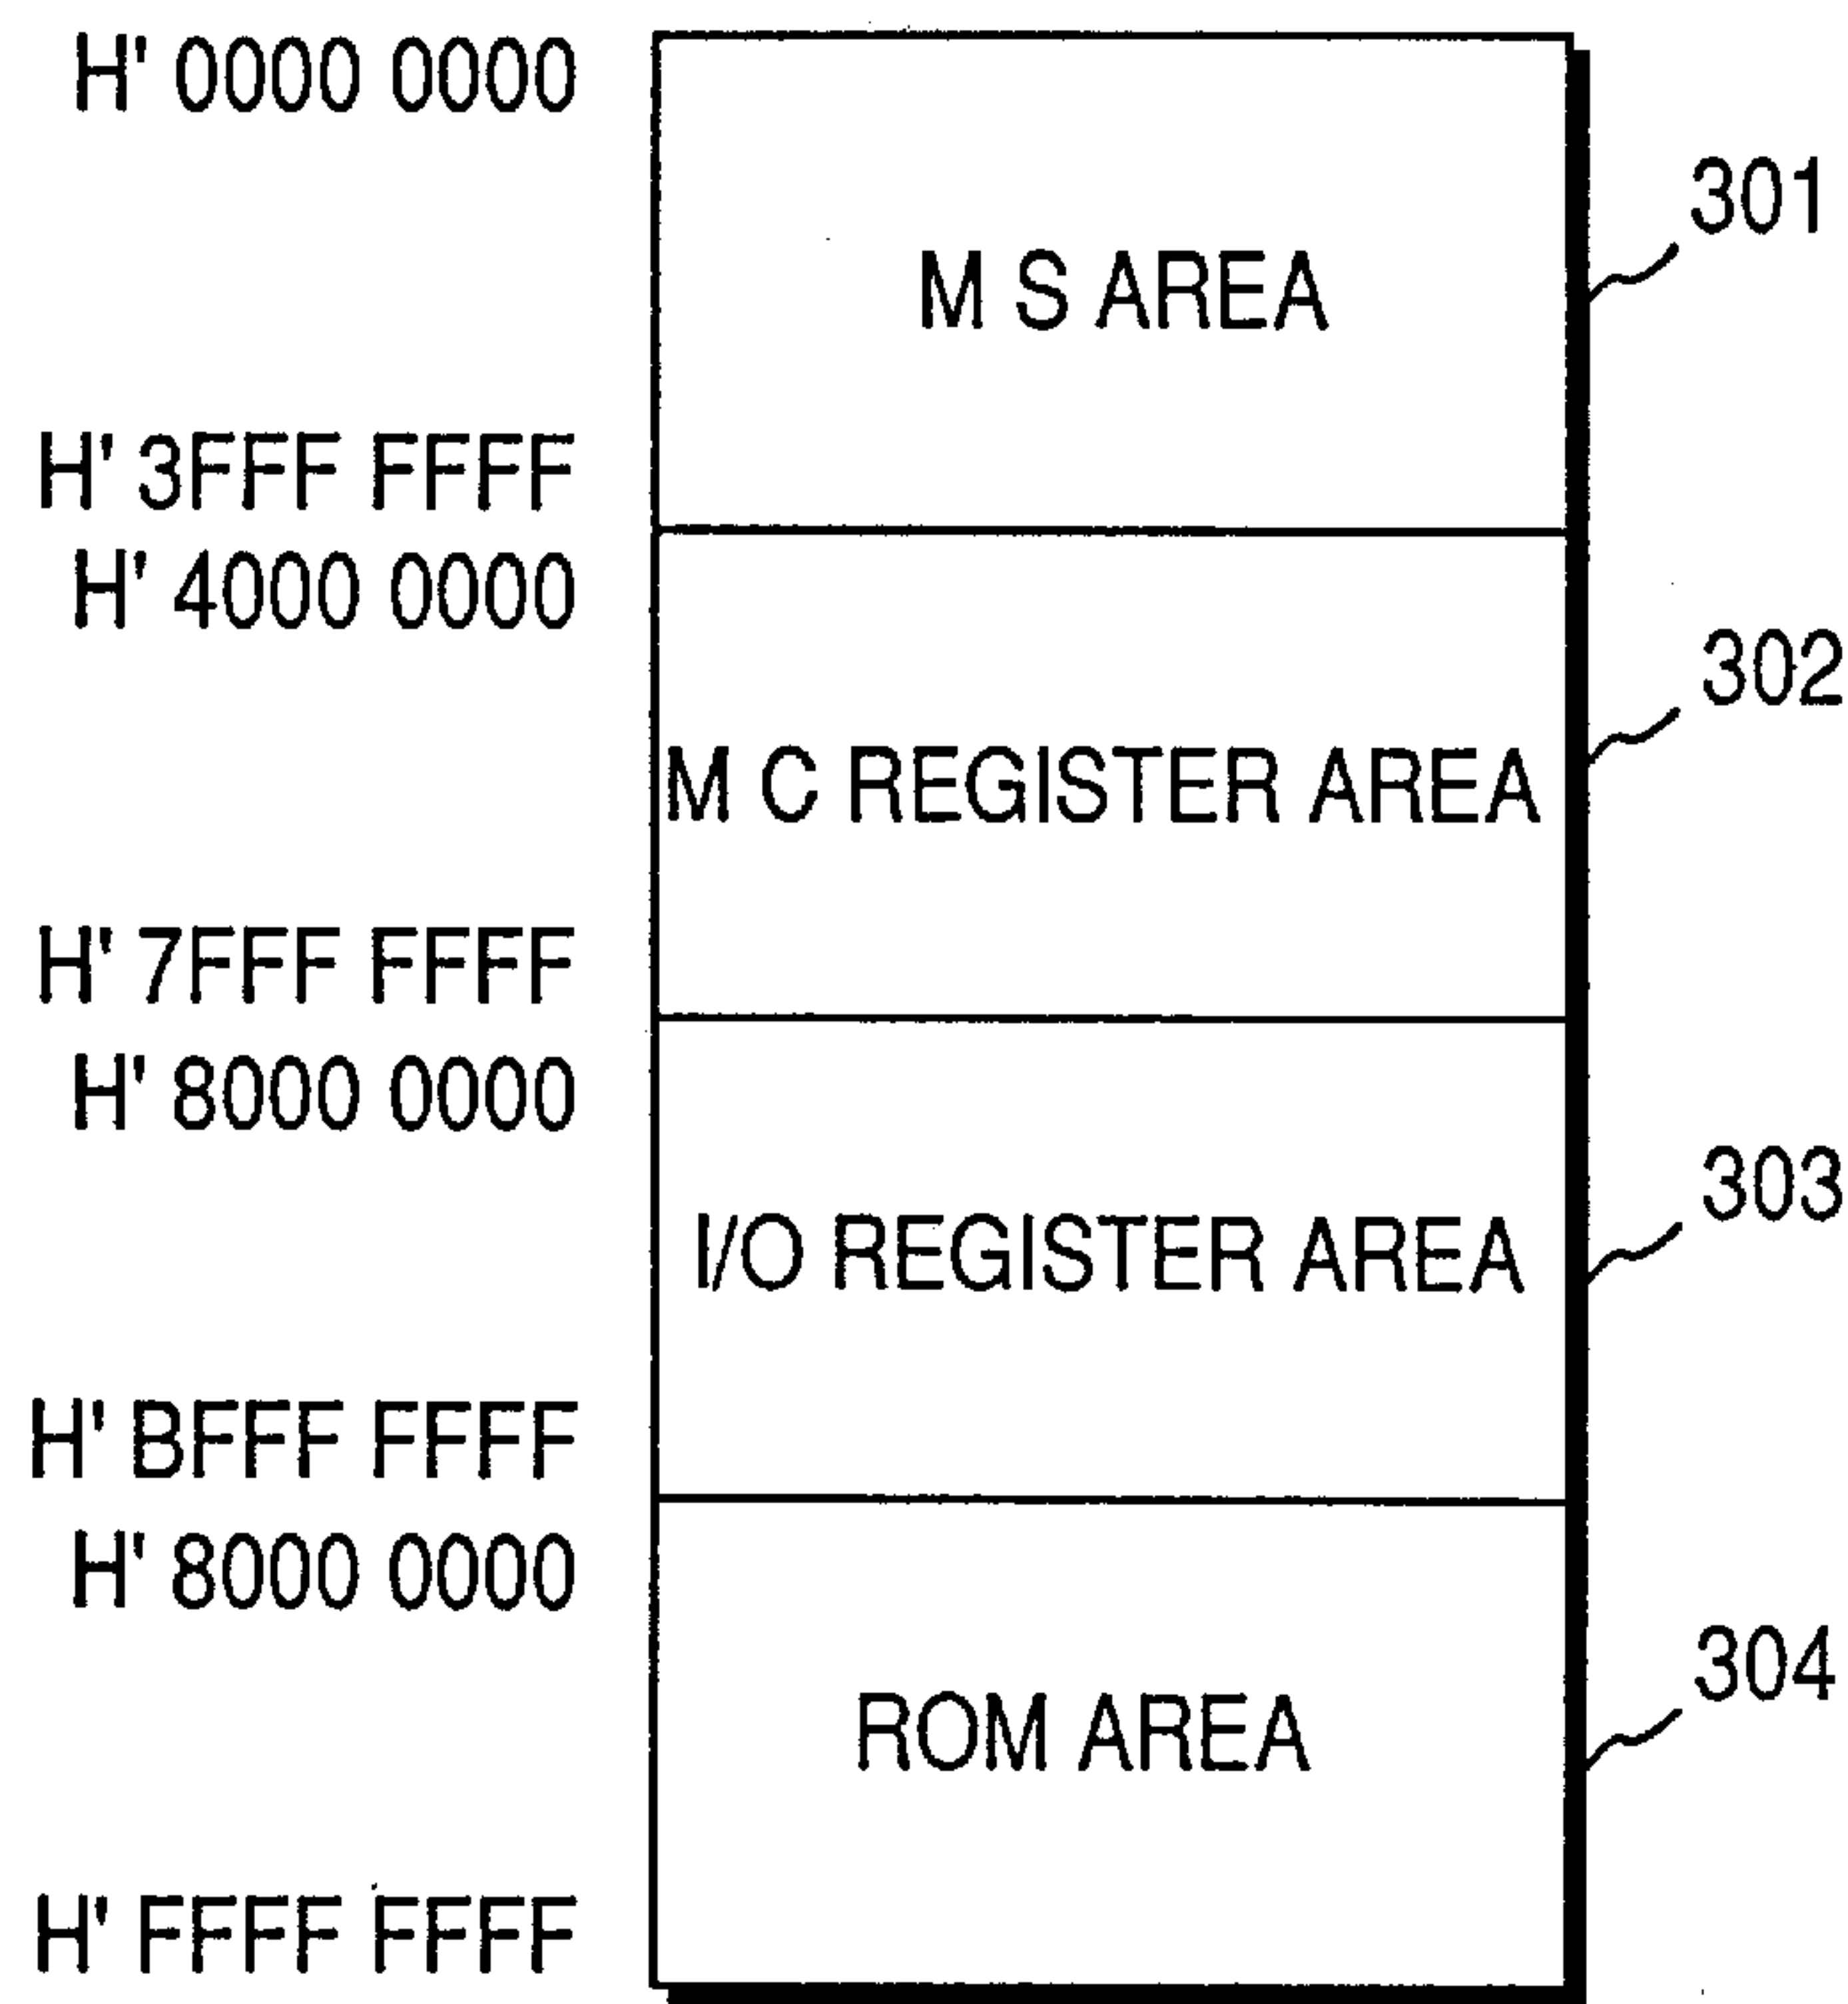 H' 0000 0000
301
M S AREA
H' 3FFF FFFF
H' 4000 0000
302
M C REGISTER AREA
H' 7FFF FFFF
H' 8000 0000
303
I/O REGISTER AREA
H' BFFF FFFF
H' 8000 0000
304
ROM AREA
H' FFFF FFFF